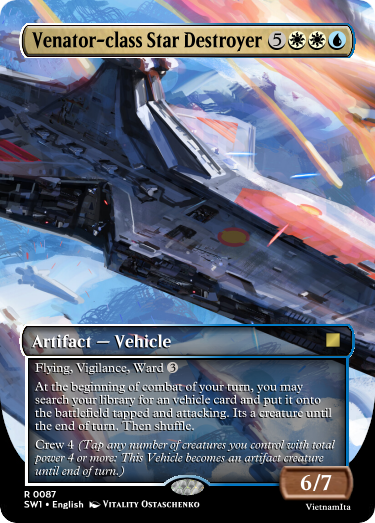 Venator-class Star Destroyer 5
Artifact — Vehicle
Flying, Vigilance, Ward 3
At the beginning of combat of your turn, you may
search your library for an vehicle card and put it onto
the battlefield tapped and attacking. Its a creature until
the end of turn. Then shuffle.
Crew 4 (Tap any number of creatures you control with total
power 4 or more: This Vehicle becomes an artifact creature
until end of turn.)
6/7
R 0087
SW1 • English Vitality Ostaschenko
VietnamIta